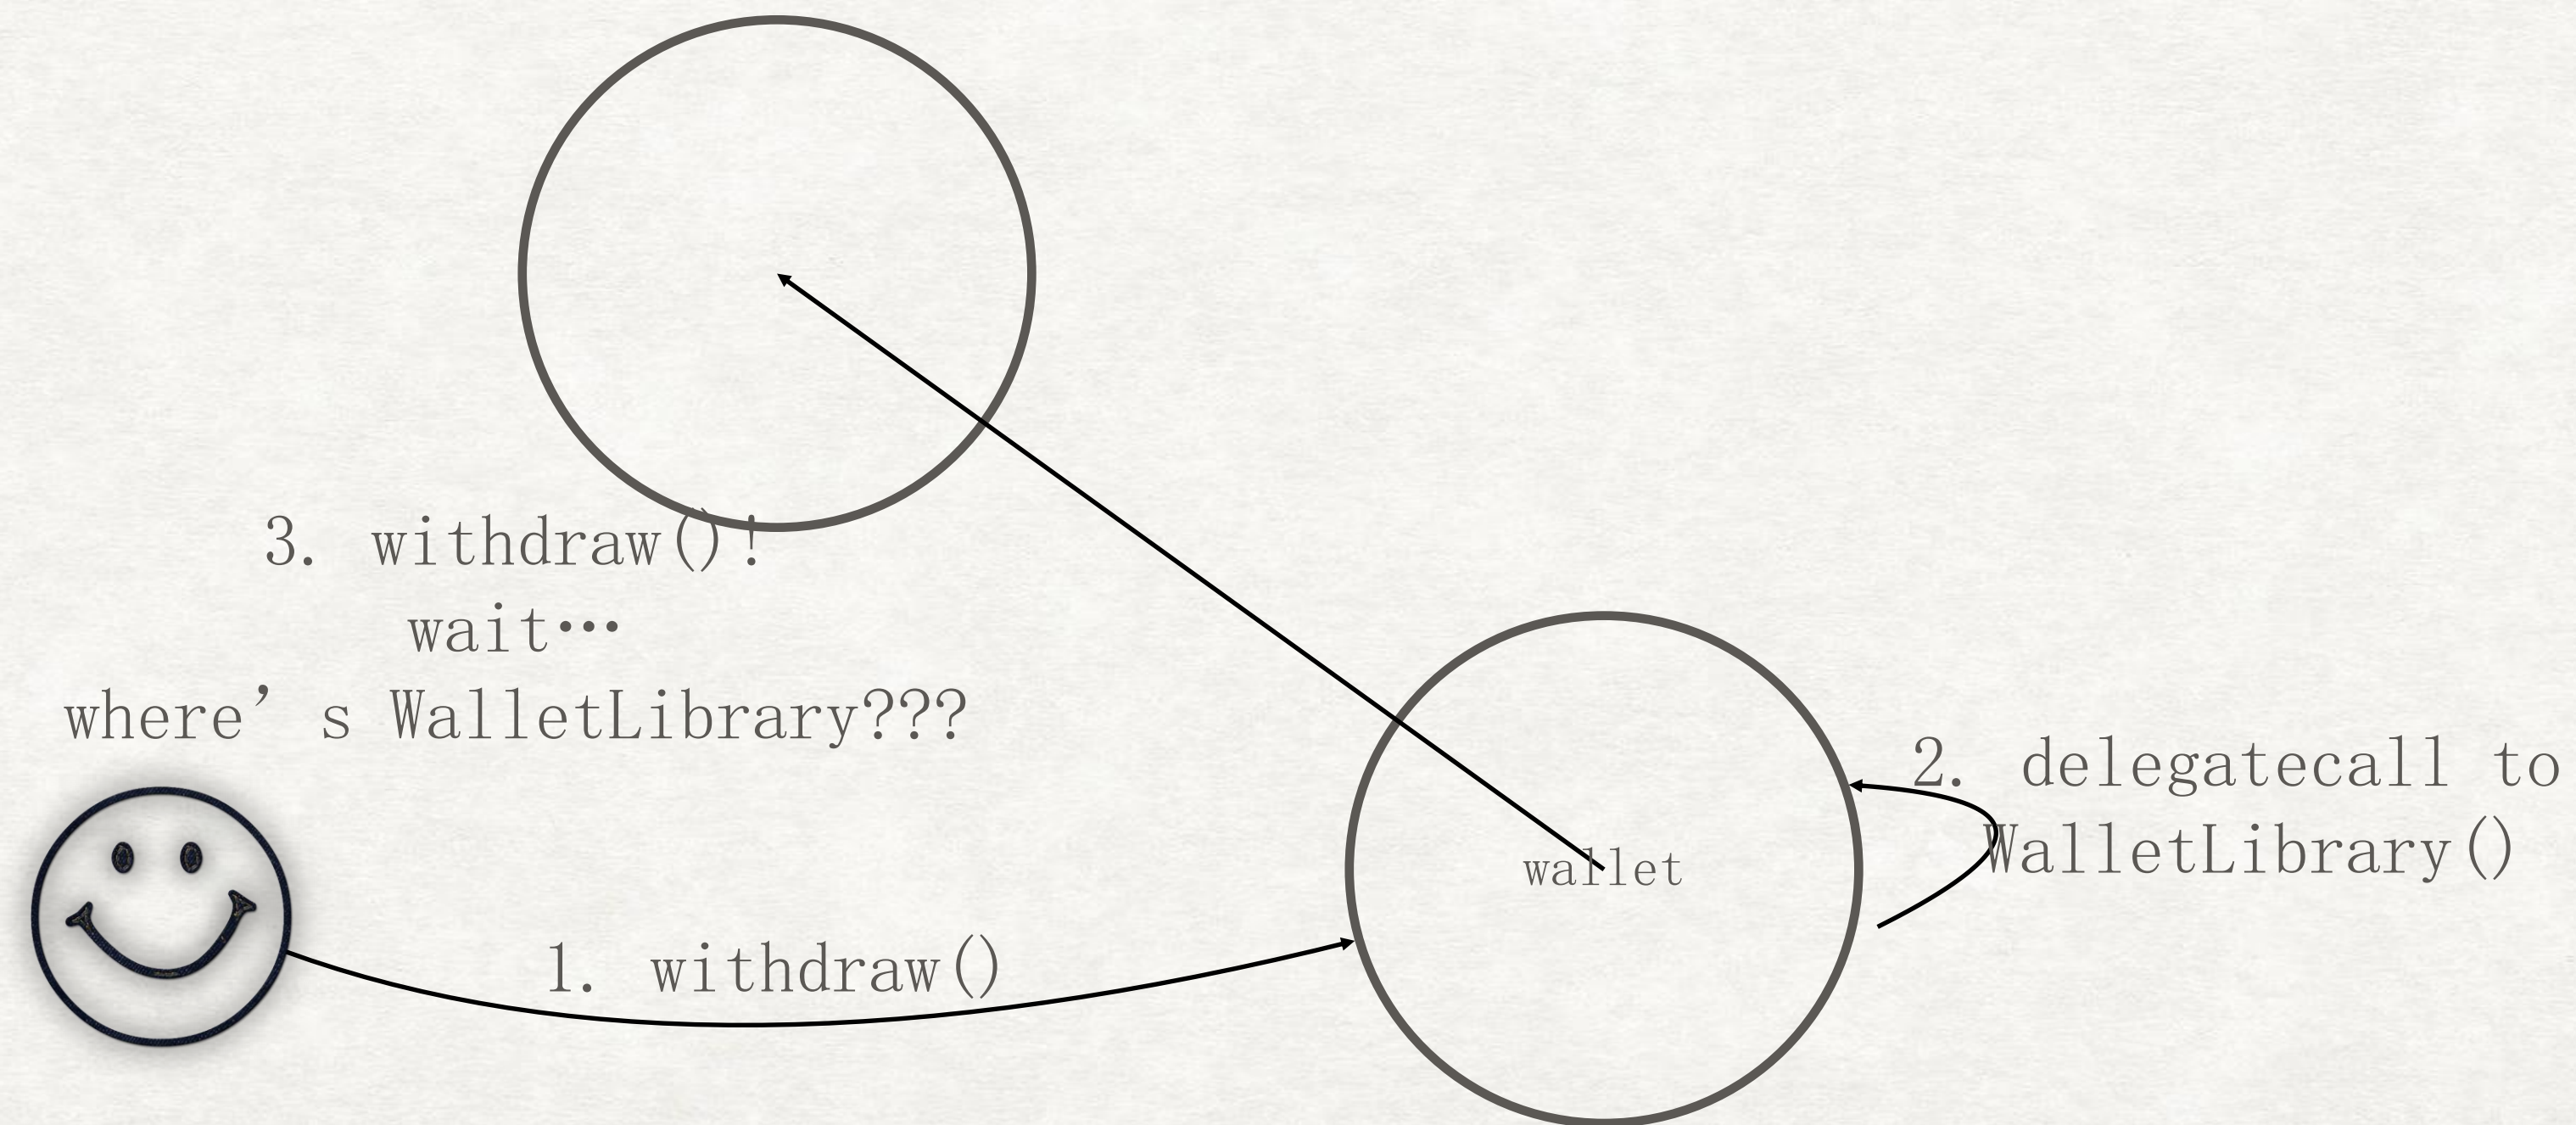 3. withdraw()!
wait…
where’s WalletLibrary???
2. delegatecall to
WalletLibrary()
wallet
1. withdraw()